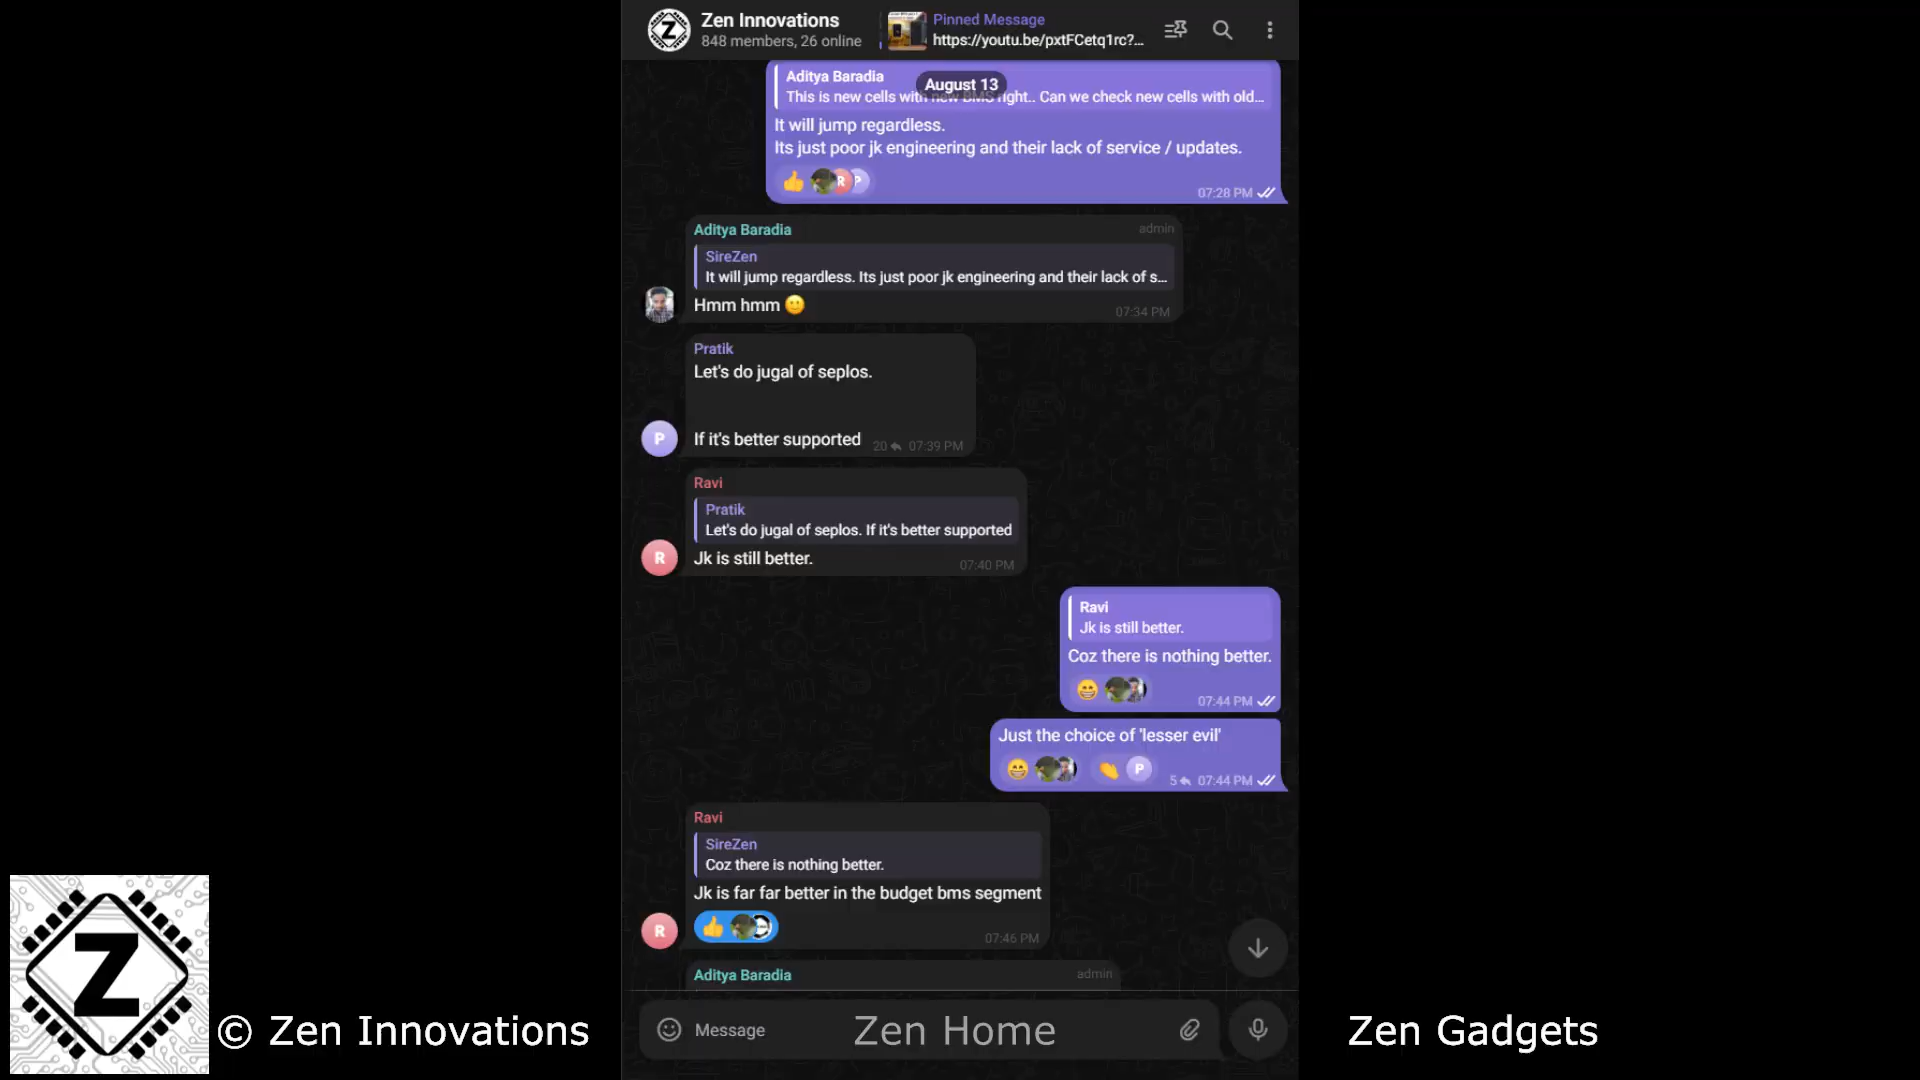 Zen Innovations
848 members, 26 online
Pinned Message
https://youtu.be/pxtFCetq1rc?...
August 13
Aditya Baradia
This is new cells with new BMS right.. Can we check new cells with old...
It will jump regardless.
Its just poor jk engineering and their lack of service / updates.
R P
07:28 PM
Aditya Baradia
admin
SireZen
It will jump regardless. Its just poor jk engineering and their lack of s...
Hmm hmm
07:34 PM
Pratik
Let's do jugal of seplos.
If it's better supported
20 07:39 PM
P
Ravi
Pratik
Let's do jugal of seplos. If it's better supported
Jk is still better.
07:40 PM
R
Ravi
Jk is still better.
Coz there is nothing better.
07:44 PM
Just the choice of 'lesser evil'
P
5 07:44 PM
Ravi
SireZen
Coz there is nothing better.
Jk is far far better in the budget bms segment
07:46 PM
R
Aditya Baradia
admin
Message
Z
© Zen Innovations
Zen Home
Zen Gadgets